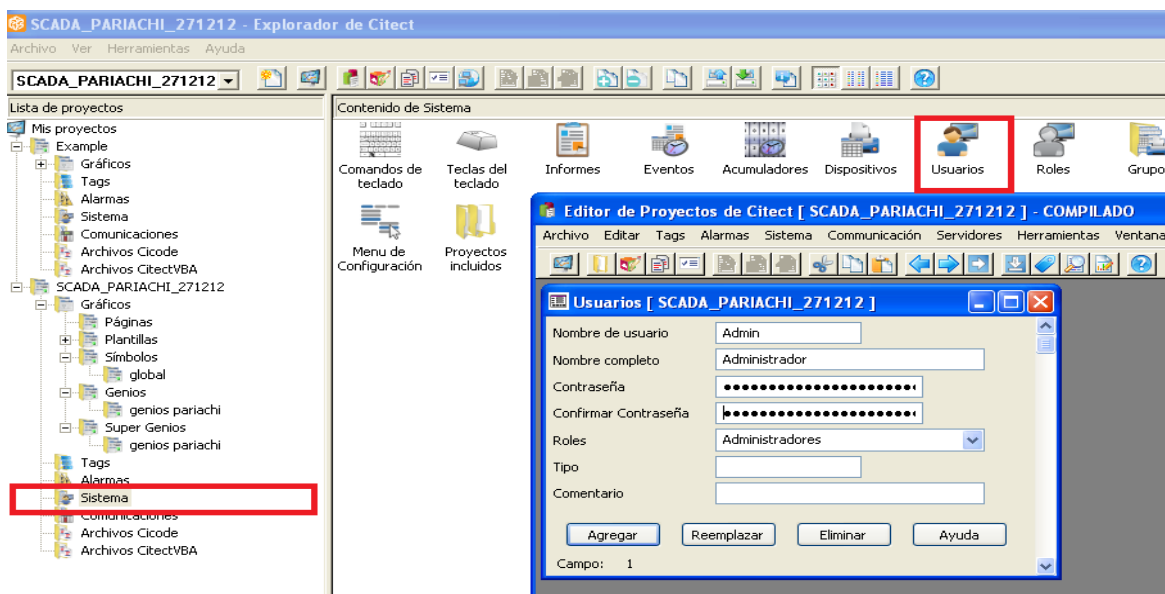 SCADA_PARIACHI_271212 - Explorador de Citect
Archivo Ver Herramientas Ayuda
SCADA_PARIACHI_271212
Lista de proyectos
Mis proyectos
Example
Gráficos
Tags
Alarmas
Sistema
Comunicaciones
Archivos Cicode
Archivos CitectVBA
SCADA_PARIACHI_271212
Gráficos
Páginas
Plantillas
Símbolos
global
Genios
genios pariachi
Super Genios
genios pariachi
Tags
Alarmas
Sistema
Comunicaciones
Archivos Cicode
Archivos CitectVBA
Contenido de Sistema
Comandos de teclado
Teclas del teclado
Informes
Eventos
Acumuladores
Dispositivos
Usuarios
Roles
Grupo
Menu de Configuración
Proyectos incluidos
Editor de Proyectos de Citect [ SCADA_PARIACHI_271212 ] - COMPILADO
Archivo Editar Tags Alarmas Sistema Communicación Servidores Herramientas Ventana
Usuarios [ SCADA_PARIACHI_271212 ]
Nombre de usuario Admin
Nombre completo Administrador
Contraseña
Confirmar Contraseña
Roles Administradores
Tipo
Comentario
Agregar Reemplazar Eliminar Ayuda
Campo: 1